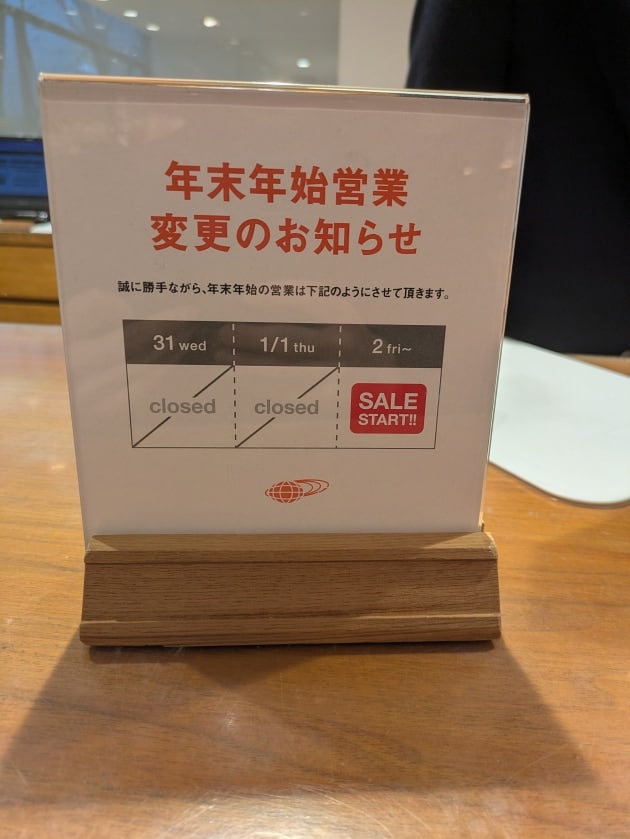 年末年始営業
変更のお知らせ
誠に勝手ながら、年末年始の営業は下記のようにさせて頂きます。
31 wed 1/1 thu 2 fri~
closed closed SALE
START!!